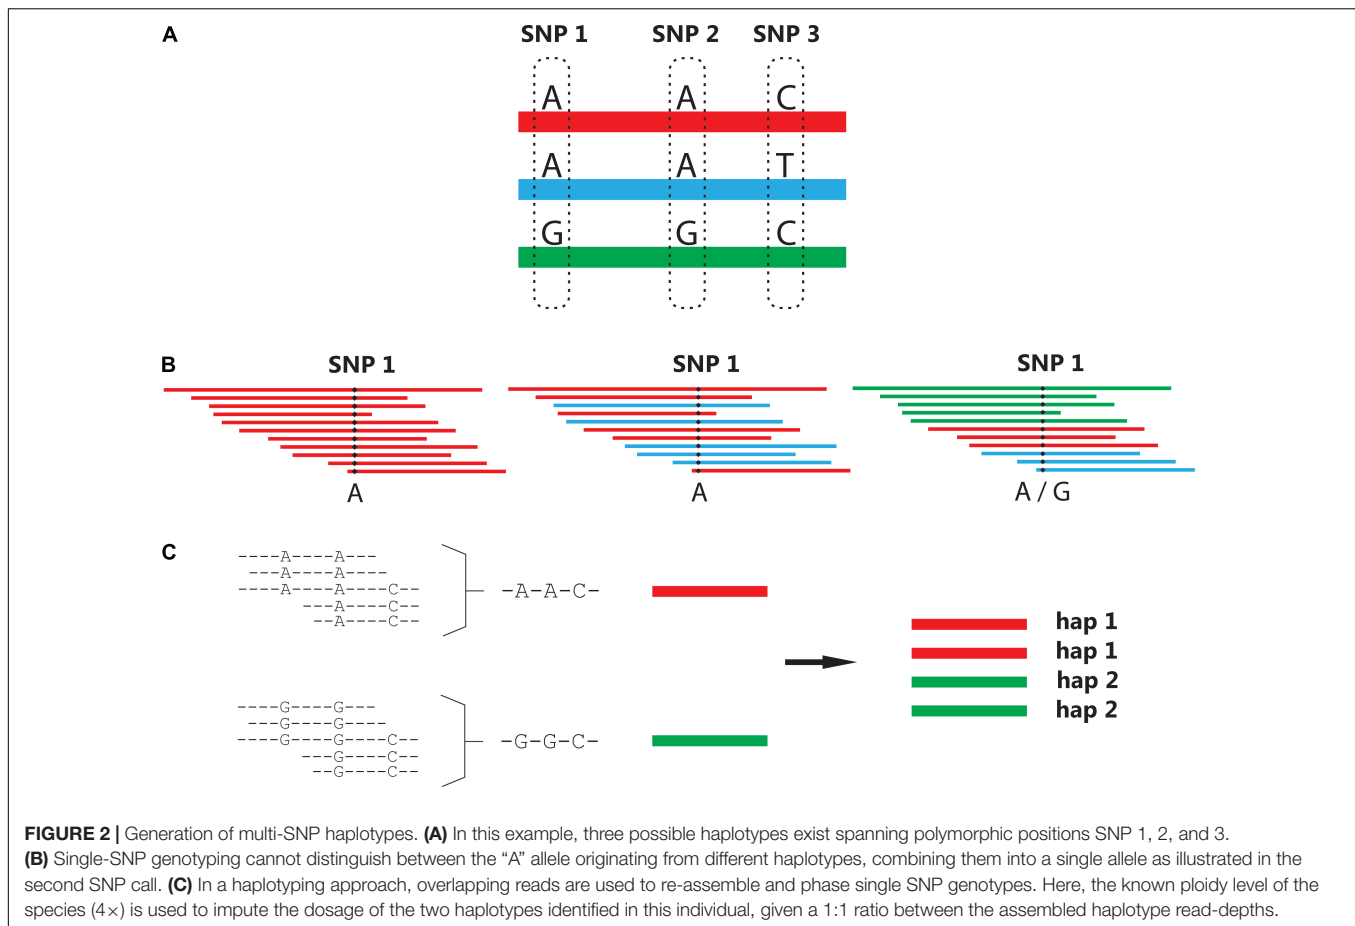 A
SNP 1 SNP 2 SNP 3
A A C
A A T
G G C
B
SNP 1 SNP 1 SNP 1
A A A / G
C
----A----A---
----A----A----
----A----A----C--
---A----C--
--A----C--
-A-A-C-
----G----G---
----G----G----
----G----G----C--
---G----C--
--G----C--
-G-G-C-
hap 1
hap 1
hap 2
hap 2
FIGURE 2 | Generation of multi-SNP haplotypes. (A) In this example, three possible haplotypes exist spanning polymorphic positions SNP 1, 2, and 3.
(B) Single-SNP genotyping cannot distinguish between the “A” allele originating from different haplotypes, combining them into a single allele as illustrated in the
second SNP call. (C) In a haplotyping approach, overlapping reads are used to re-assemble and phase single SNP genotypes. Here, the known ploidy level of the
species (4×) is used to impute the dosage of the two haplotypes identified in this individual, given a 1:1 ratio between the assembled haplotype read-depths.